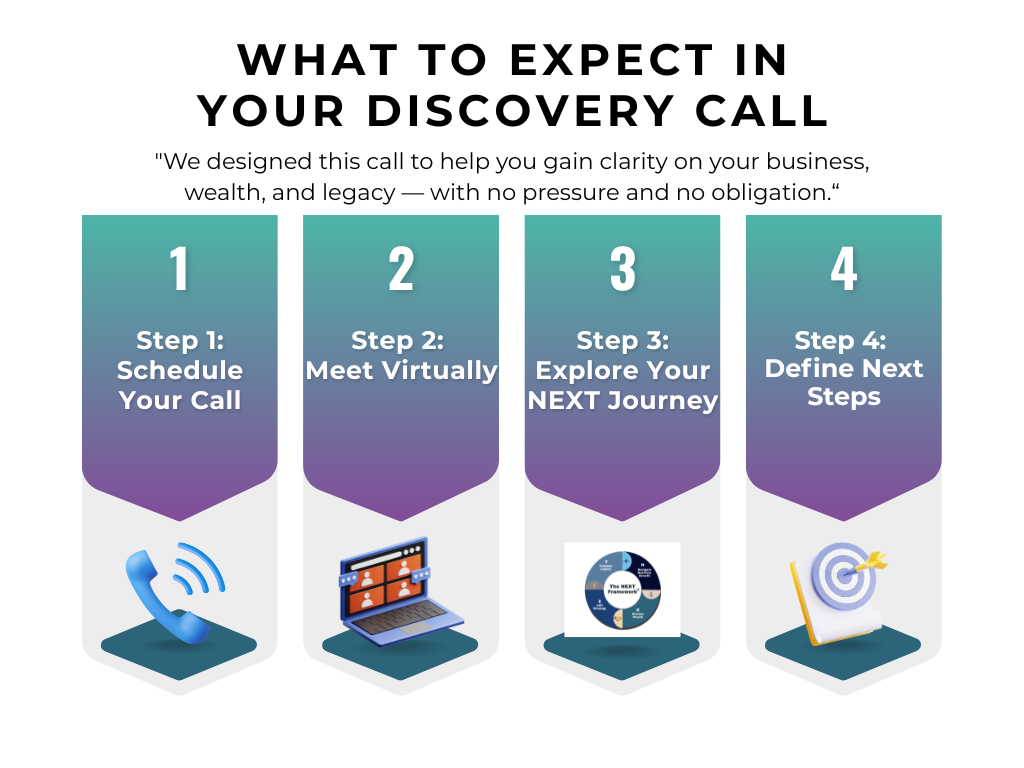 WHAT TO EXPECT IN
YOUR DISCOVERY CALL
"We designed this call to help you gain clarity on your business,
wealth, and legacy — with no pressure and no obligation.“
1
Step 1:
Schedule
Your Call
2
Step 2:
Meet Virtually
3
Step 3:
Explore Your
NEXT Journey
4
Step 4:
Define Next
Steps
The NEXT
Framework